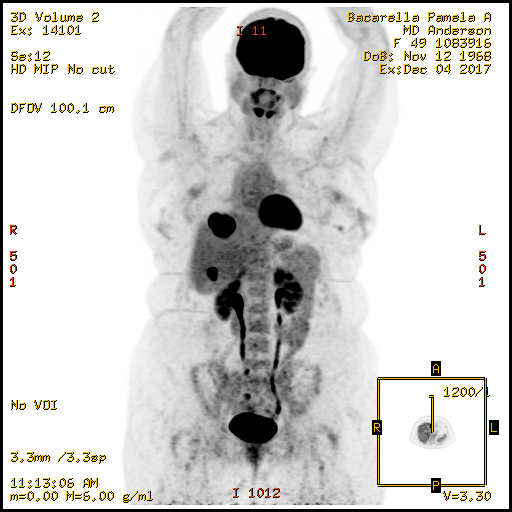 3D Volume 2
Ex: 14101
Se:12
HD MIP No cut
DFOV 100.1 cm
I 11
Bacarella Pamela A
MD Anderson
F 49 1083916
DoB: Nov 12 1968
Ex:Dec 04 2017
R
5
0
1
L
5
0
1
No VOI
3.3mm /3.3sp
11:13:06 AM
m=0.00 M=6.00 g/ml
I 1012
A
1200/
R
L
P
V=3.30